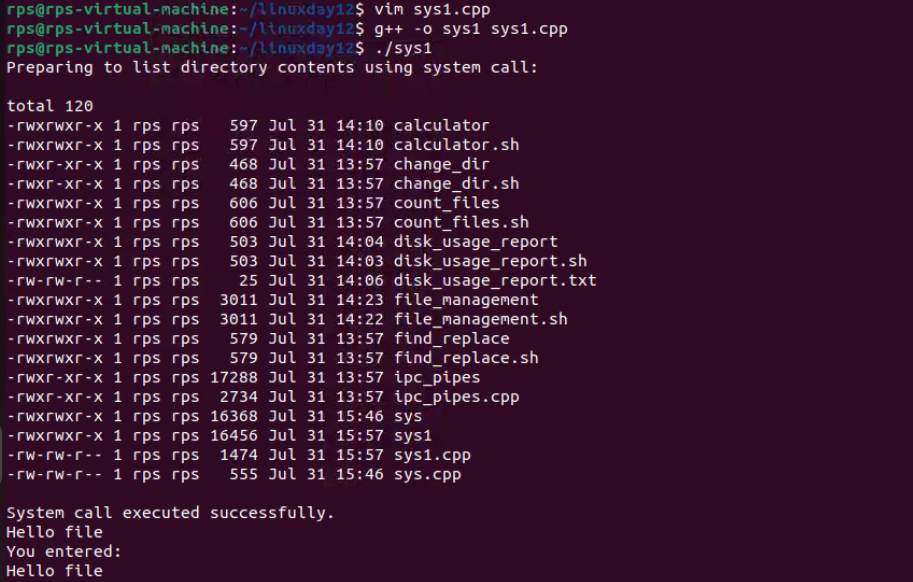 rps@rps-virtual-machine:~/linuxday12$ vim sys1.cpp
rps@rps-virtual-machine:~/linuxday12$ g++ -o sys1 sys1.cpp
rps@rps-virtual-machine:~/linuxday12$ ./sys1
Preparing to list directory contents using system call:

total 120
-rwxrwxr-x 1 rps rps   597 Jul 31 14:10 calculator
-rwxrwxr-x 1 rps rps   597 Jul 31 14:10 calculator.sh
-rwxr-xr-x 1 rps rps   468 Jul 31 13:57 change_dir
-rwxr-xr-x 1 rps rps   468 Jul 31 13:57 change_dir.sh
-rwxrwxr-x 1 rps rps   606 Jul 31 13:57 count_files
-rwxrwxr-x 1 rps rps   606 Jul 31 13:57 count_files.sh
-rwxrwxr-x 1 rps rps   503 Jul 31 14:04 disk_usage_report
-rwxrwxr-x 1 rps rps   503 Jul 31 14:03 disk_usage_report.sh
-rw-rw-r-- 1 rps rps    25 Jul 31 14:06 disk_usage_report.txt
-rwxrwxr-x 1 rps rps  3011 Jul 31 14:23 file_management
-rwxrwxr-x 1 rps rps  3011 Jul 31 14:22 file_management.sh
-rwxrwxr-x 1 rps rps   579 Jul 31 13:57 find_replace
-rwxrwxr-x 1 rps rps   579 Jul 31 13:57 find_replace.sh
-rwxr-xr-x 1 rps rps 17288 Jul 31 13:57 ipc_pipes
-rwxr-xr-x 1 rps rps  2734 Jul 31 13:57 ipc_pipes.cpp
-rwxrwxr-x 1 rps rps 16368 Jul 31 15:46 sys
-rwxrwxr-x 1 rps rps 16456 Jul 31 15:57 sys1
-rw-rw-r-- 1 rps rps  1474 Jul 31 15:57 sys1.cpp
-rw-rw-r-- 1 rps rps   555 Jul 31 15:46 sys.cpp

System call executed successfully.
Hello file
You entered:
Hello file